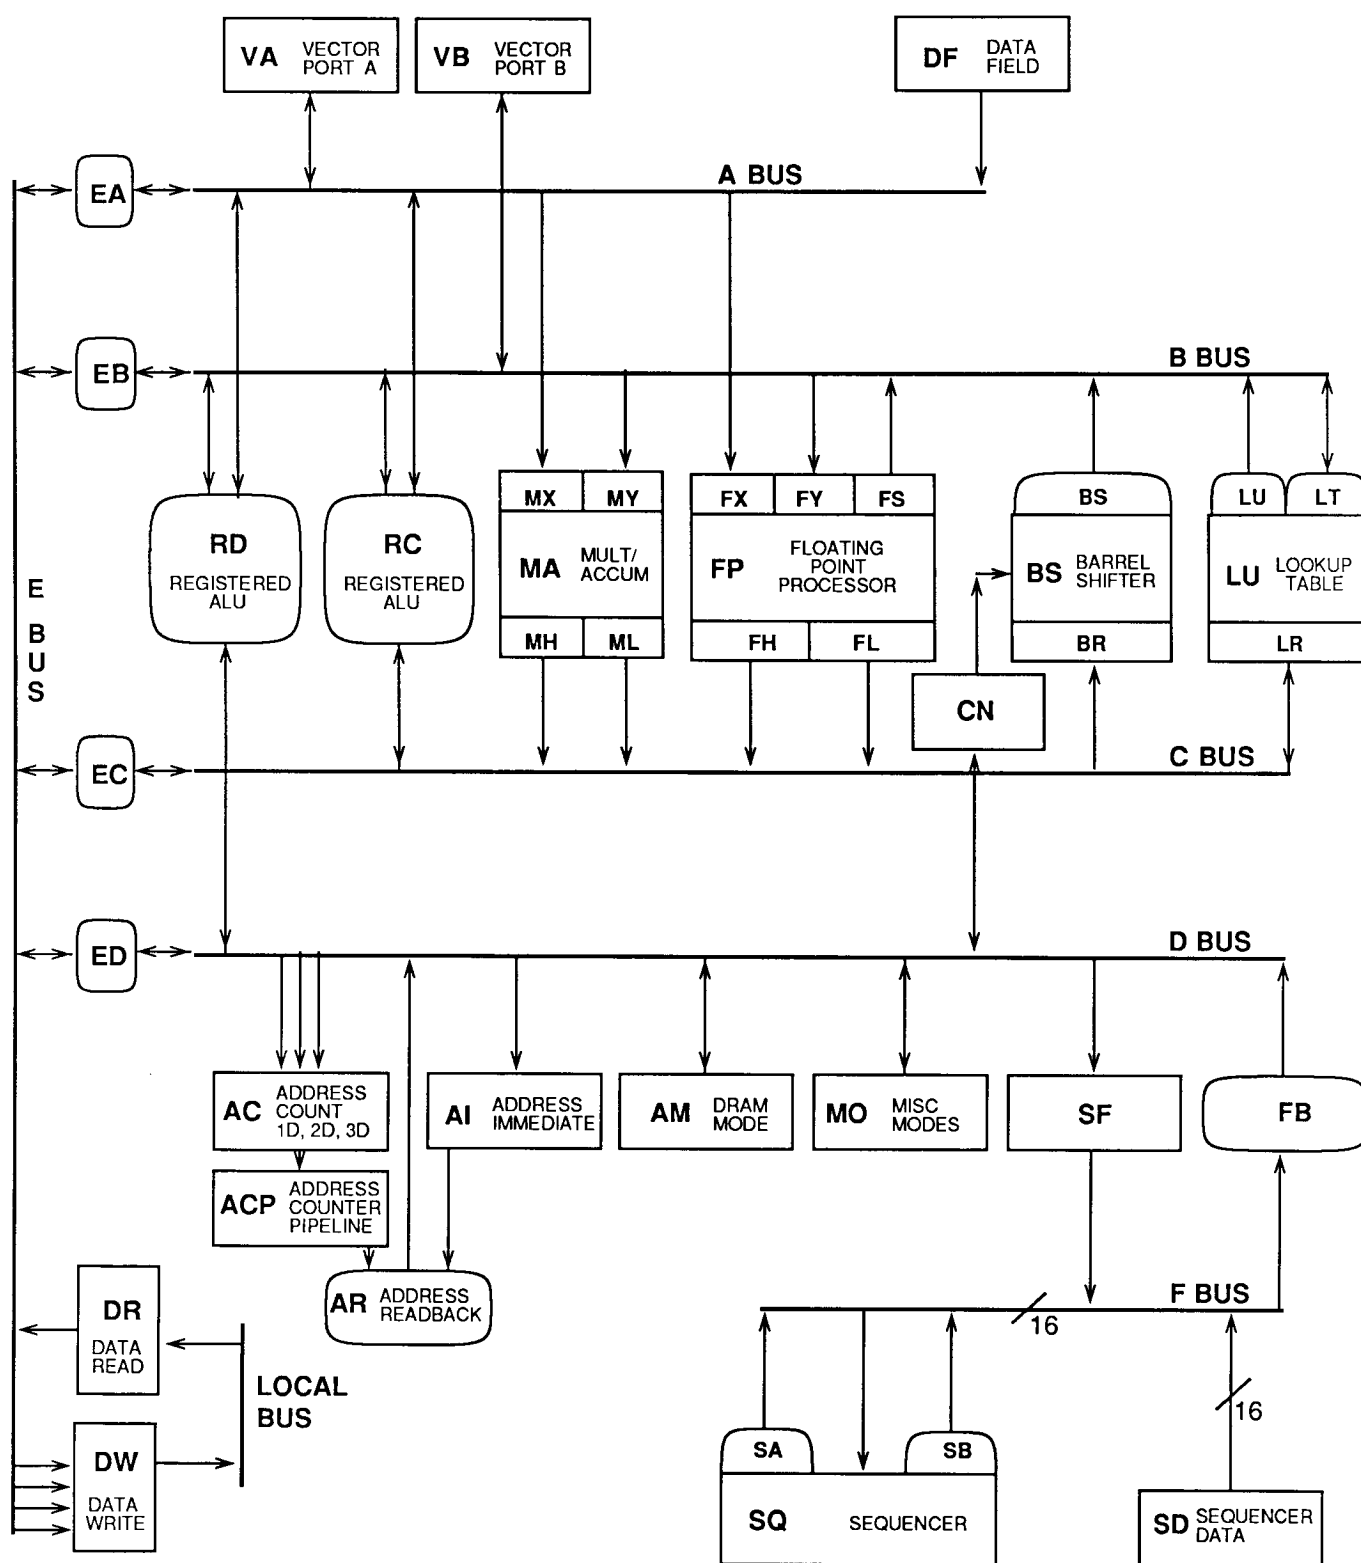 VA VECTOR PORT A
VB VECTOR PORT B
DF DATA FIELD
EA
A BUS
EB
B BUS
MX MY
FX FY FS
BS
LU LT
RD REGISTERED ALU
RC REGISTERED ALU
MA MULT/ ACCUM
FP FLOATING POINT PROCESSOR
BS BARREL SHIFTER
LU LOOKUP TABLE
E BUS
MH ML
FH FL
BR
LR
CN
EC
C BUS
ED
D BUS
AC ADDRESS COUNT 1D, 2D, 3D
AI ADDRESS IMMEDIATE
AM DRAM MODE
MO MISC MODES
SF
FB
ACP ADDRESS COUNTER PIPELINE
AR ADDRESS READBACK
F BUS
16
DR DATA READ
LOCAL BUS
16
DW DATA WRITE
SA
SB
SQ SEQUENCER
SD SEQUENCER DATA